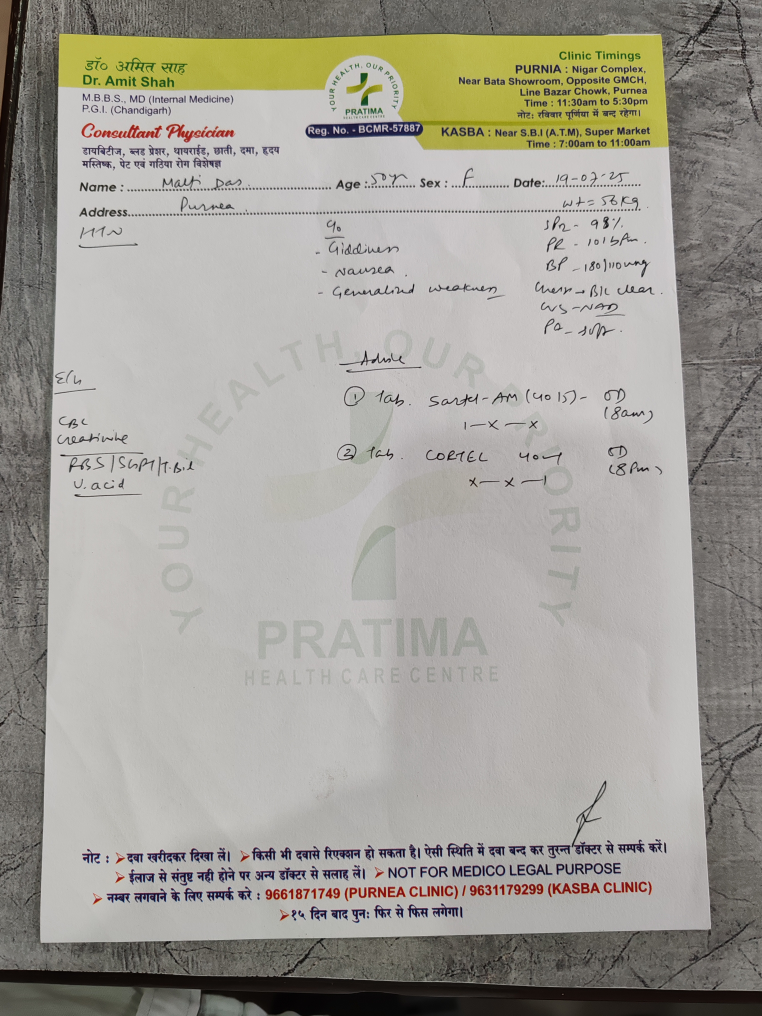 डॉ० अमित साह
Dr. Amit Shah
M.B.B.S., MD (Internal Medicine)
P.G.I. (Chandigarh)
Consultant Physician
डायबिटीज, ब्लड प्रेशर, थायराईड, छाती, दमा, हृदय
मस्तिष्क, पेट एवं गठिया रोग विशेषज्ञ
YOUR HEALTH, OUR PRIORITY
PRATIMA
HEALTH CARE CENTRE
Reg. No. - BCMR-57887
Clinic Timings
PURNIA : Nigar Complex,
Near Bata Showroom, Opposite GMCH,
Line Bazar Chowk, Purnea
Time : 11:30am to 5:30pm
नोट: रविवार पूर्णिया में बन्द रहेगा।
KASBA : Near S.B.I (A.T.M), Super Market
Time : 7:00am to 11:00am
Name : Malti Das Age : 50yr Sex : F Date: 19-07-25
Address Purnea wt = 56 kg
HTN
c/o
- Giddiness
- Nausea
- Generalized weakness
SP2 - 98%
PR - 101 bpm
BP - 180/110 mmHg
Chest → B/L clear
CVS - NAD
PA - soft
CBC
Creatinine
RBS/SGPT/T.Bil
U. acid
Advise
① Tab. Sartel-AM (40|5) - OD
(8am)
1—x—x
② Tab. CORTEL 40 OD
(8pm)
x—x—1
YOUR HEALTH, OUR PRIORITY
PRATIMA
HEALTH CARE CENTRE
नोट : ➤दवा खरीदकर दिखा लें। ➤किसी भी दवासे रिएक्शन हो सकता है। ऐसी स्थिति में दवा बन्द कर तुरन्त डॉक्टर से सम्पर्क करें।
➤ईलाज से संतुष्ट नही होने पर अन्य डॉक्टर से सलाह लें। ➤NOT FOR MEDICO LEGAL PURPOSE
➤नम्बर लगवाने के लिए सम्पर्क करे : 9661871749 (PURNEA CLINIC) / 9631179299 (KASBA CLINIC)
➤१५ दिन बाद पुनः फिर से फिस लगेगा।